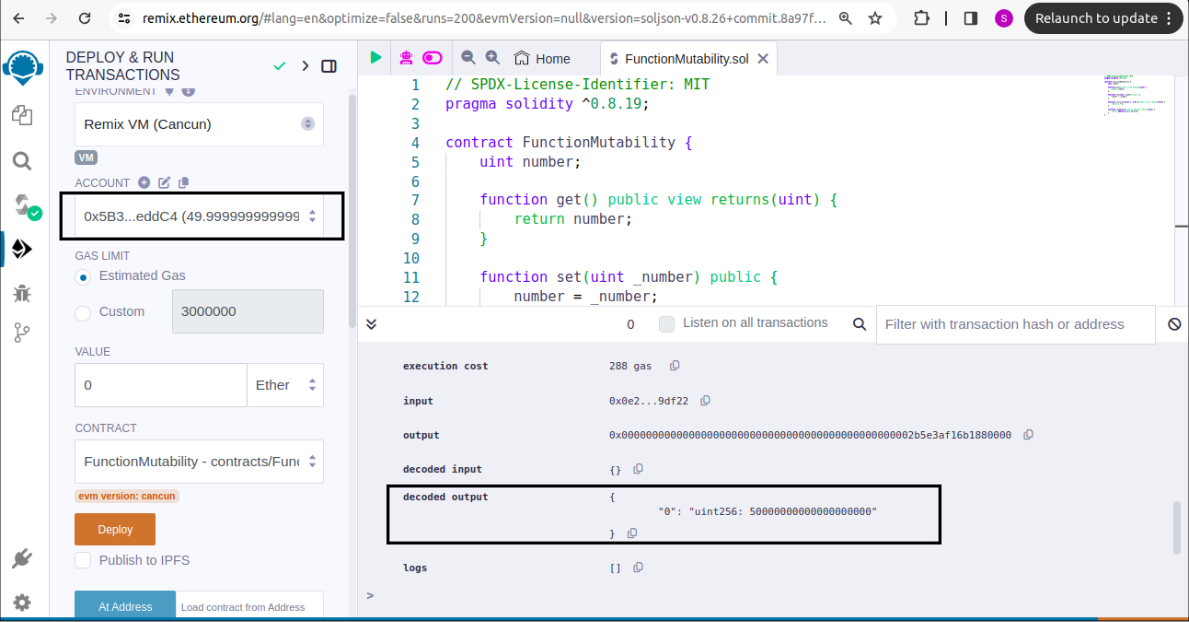 remix.ethereum.org/#lang=en&optimize=false&runs=200&evmVersion=null&version=soljson-v0.8.26+commit.8a97f...
S
Relaunch to update
DEPLOY & RUN
TRANSACTIONS
ENVIRONMENT
Remix VM (Cancun)
VM
ACCOUNT
0x5B3...eddC4 (49.999999999999
GAS LIMIT
Estimated Gas
Custom
3000000
VALUE
0
Ether
CONTRACT
FunctionMutability - contracts/Func
evm version: cancun
Deploy
Publish to IPFS
At Address
Load contract from Address
Home
FunctionMutability.sol
1 // SPDX-License-Identifier: MIT
2 pragma solidity ^0.8.19;
3
4 contract FunctionMutability {
5 uint number;
6
7 function get() public view returns(uint) {
8 return number;
9 }
10
11 function set(uint _number) public {
12 number = _number;
0
Listen on all transactions
Filter with transaction hash or address
execution cost 288 gas
input 0x0e2...9df22
output 0x000000000000000000000000000000000000000000000002b5e3af16b1880000
decoded input {}
decoded output {
"0": "uint256: 50000000000000000000"
}
logs []
>